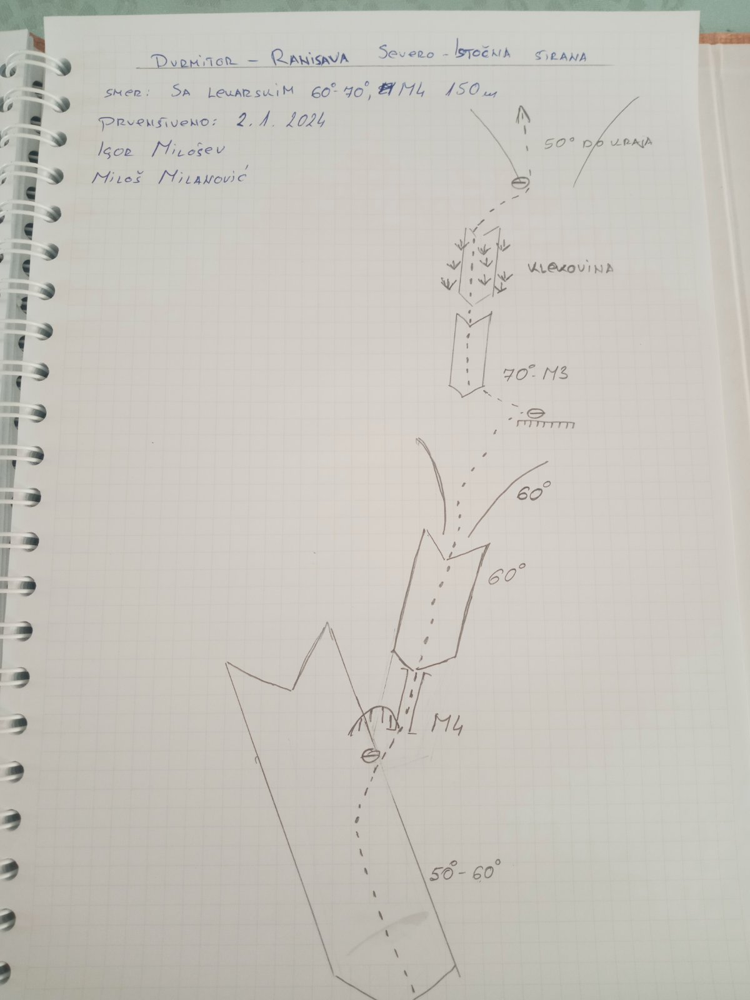 DURMITOR - RANISAVA SEVERO - ISTOČNA STRANA
SMER: SA LEKARSKIM 60°-70°, M4 150m
PRVENSTVENO: 2.1.2024
IGOR MILOŠEV
MILOŠ MILANOVIĆ
50° DO KRAJA
KLEKOVINA
70°-M3
60°
60°
M4
50°-60°